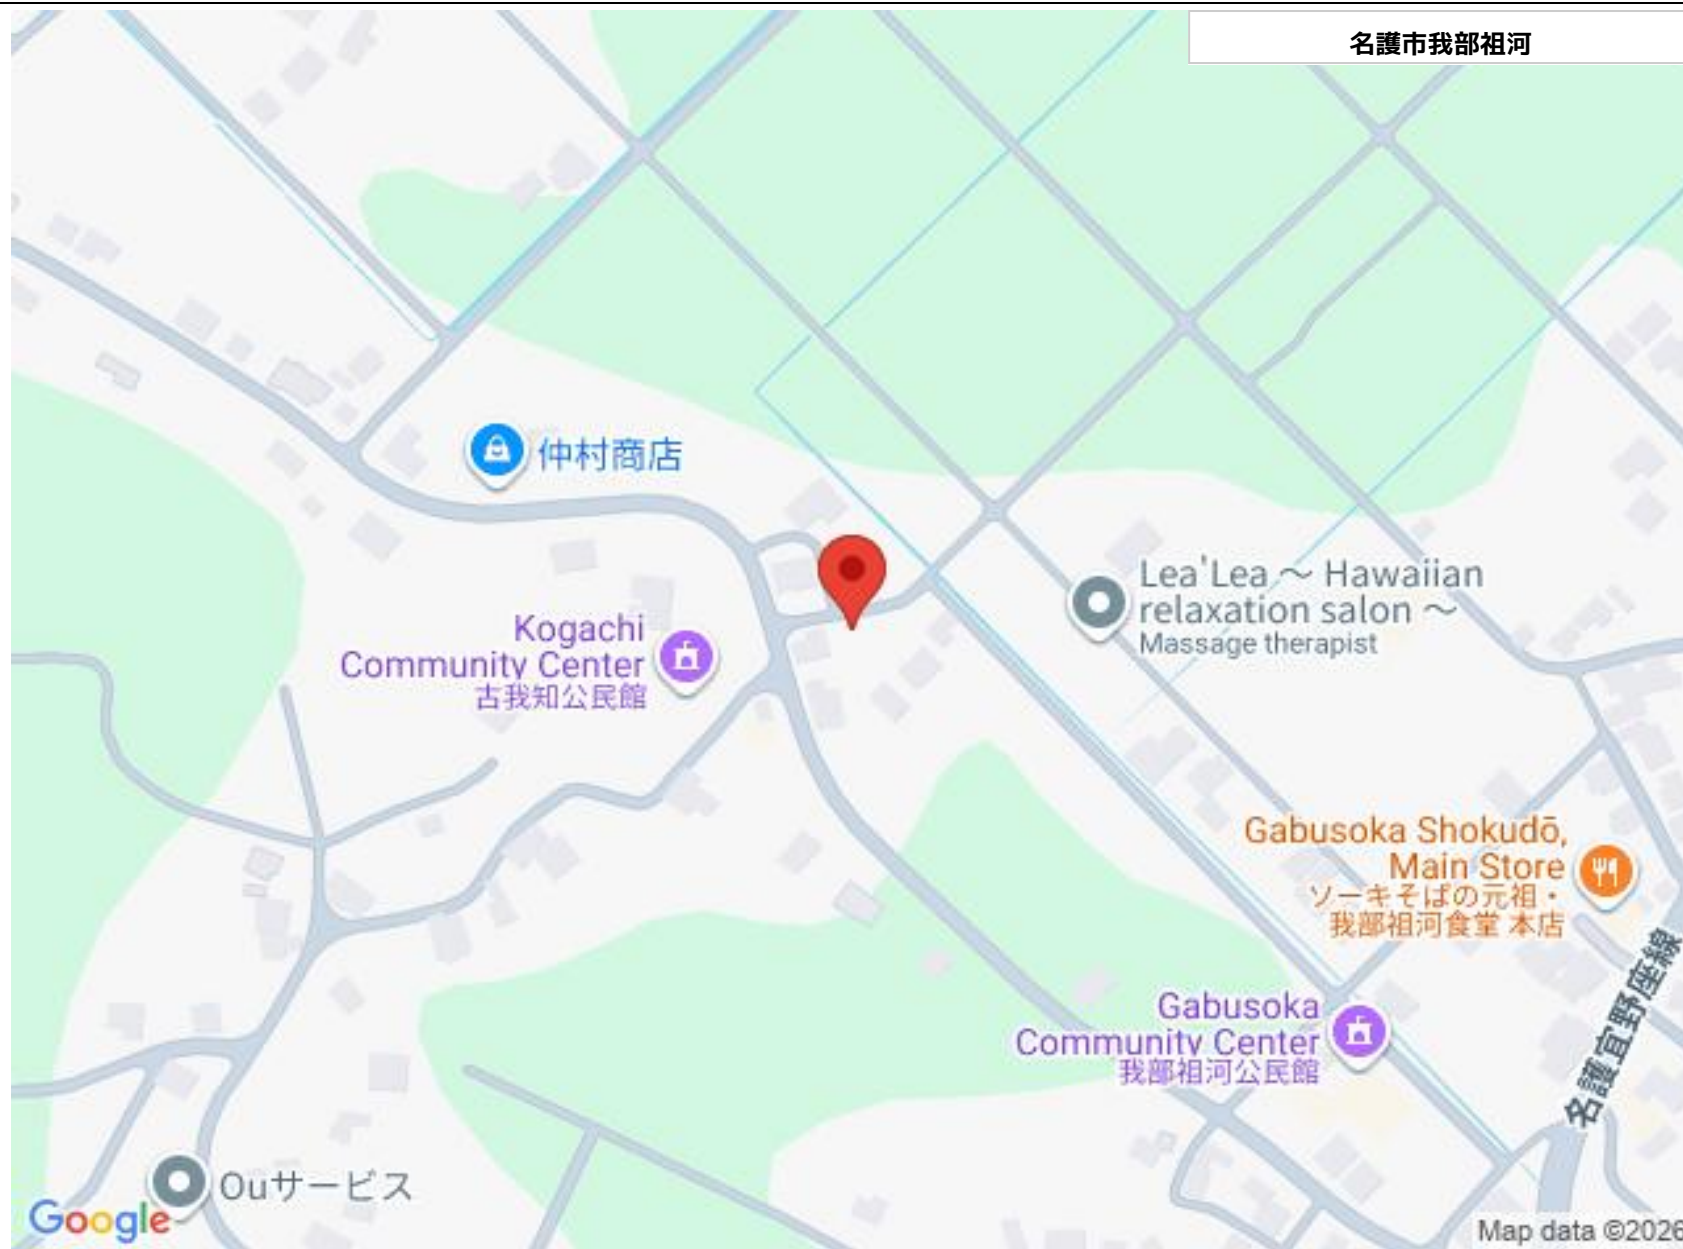 名護市我部祖河
仲村商店
Lea'Lea ～ Hawaiian
relaxation salon ～
Massage therapist
Kogachi
Community Center
古我知公民館
Gabusoka Shokudō,
Main Store
ソーキそばの元祖・
我部祖河食堂 本店
名護宜野座線
Gabusoka
Community Center
我部祖河公民館
Ouサービス
Google
Map data ©2026